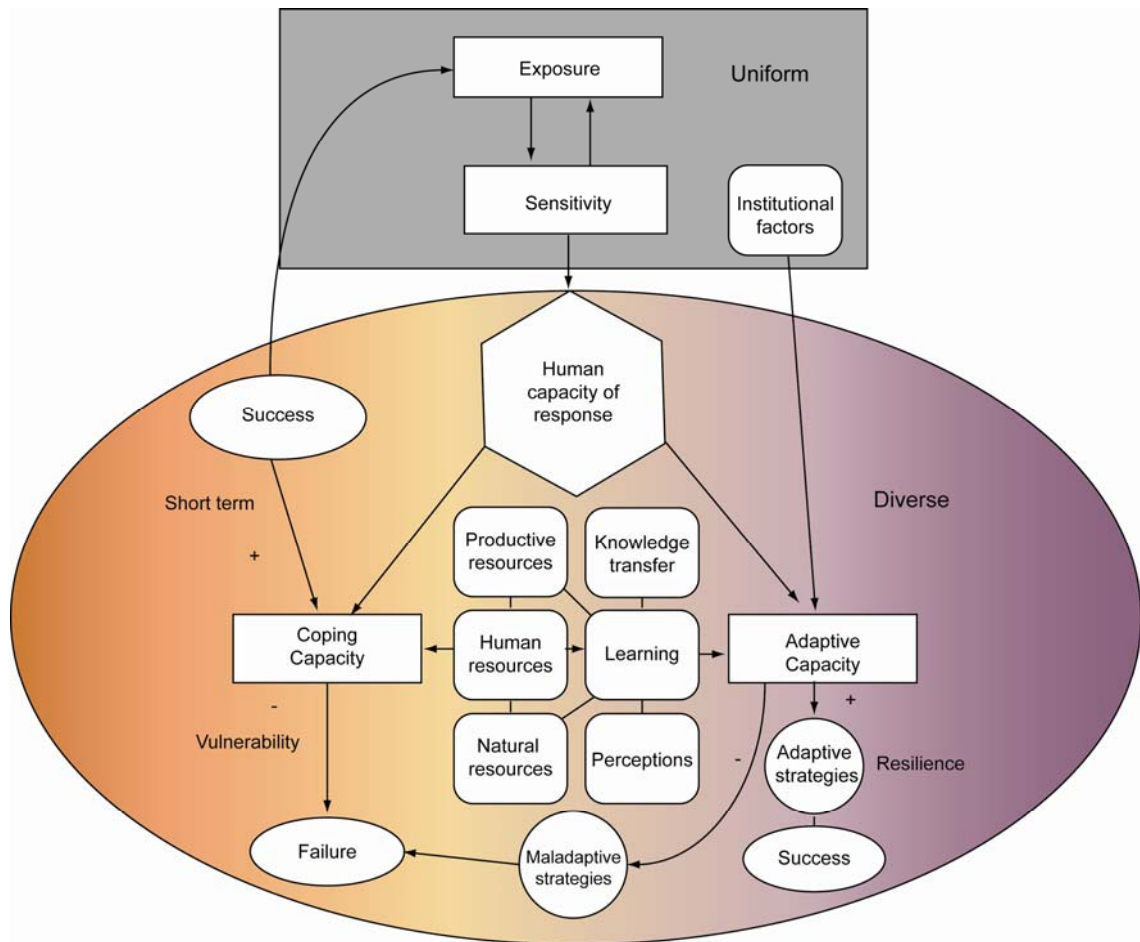 Exposure
Uniform
Sensitivity
Institutional
factors
Human
capacity of
response
Success
Short term
Diverse
+
Productive
resources
Knowledge
transfer
Coping
Capacity
Human
resources
Learning
Adaptive
Capacity
-
+
Vulnerability
Natural
resources
Perceptions
-
Adaptive
strategies
Resilience
Failure
Maladaptive
strategies
Success